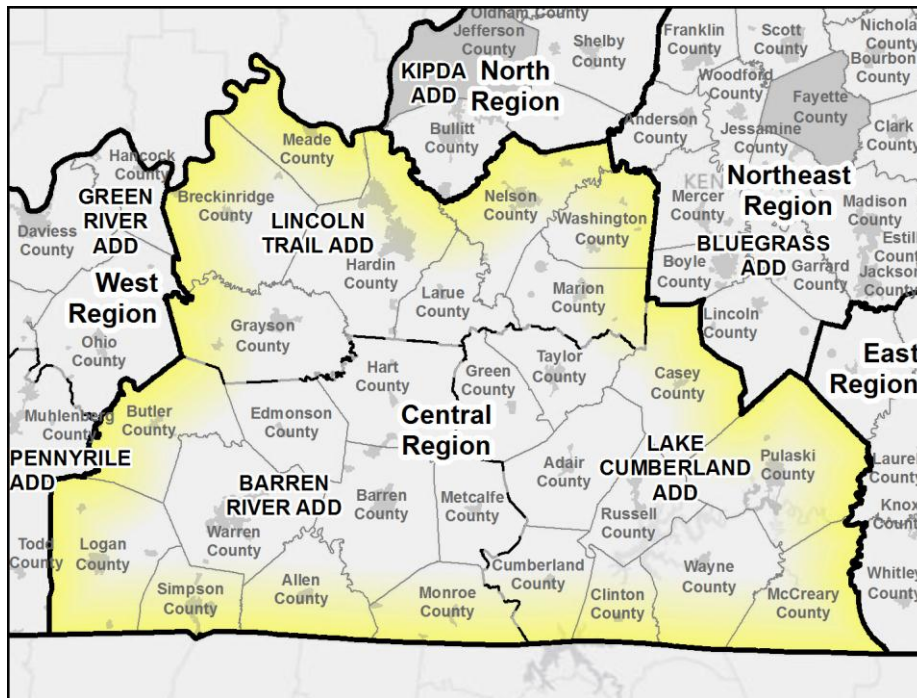 Oldham County
Jefferson
County
Shelby
County
Franklin
County
Scott
County
Bourbon
County
KIPDA
ADD
North
Region
Woodford
County
Fayette
County
Bullitt
County
Anderson
County
Jessamine
County
Clark
County
Meade
County
Hancock
County
Breckinridge
County
Nelson
County
Washington
County
KEN
Mercer
County
Northeast
Region
Madison
County
GREEN
RIVER
ADD
Daviess
County
LINCOLN
TRAIL ADD
Hardin
County
BLUEGRASS
ADD
Boyle
County
Garrard
County
Jackson
County
West
Region
Larue
County
Marion
County
Grayson
County
Lincoln
County
Ohio
County
Hart
County
Green
County
Taylor
County
Casey
County
East
Region
Muhlenberg
County
Butler
County
Edmonson
County
Central
Region
PENNYRILE
ADD
BARREN
RIVER ADD
Barren
County
Metcalfe
County
Adair
County
LAKE
CUMBERLAND
ADD
Pulaski
County
Russell
County
Warren
County
Todd
County
Logan
County
Simpson
County
Allen
County
Monroe
County
Cumberland
County
Clinton
County
Wayne
County
McCreary
County
Knox
County